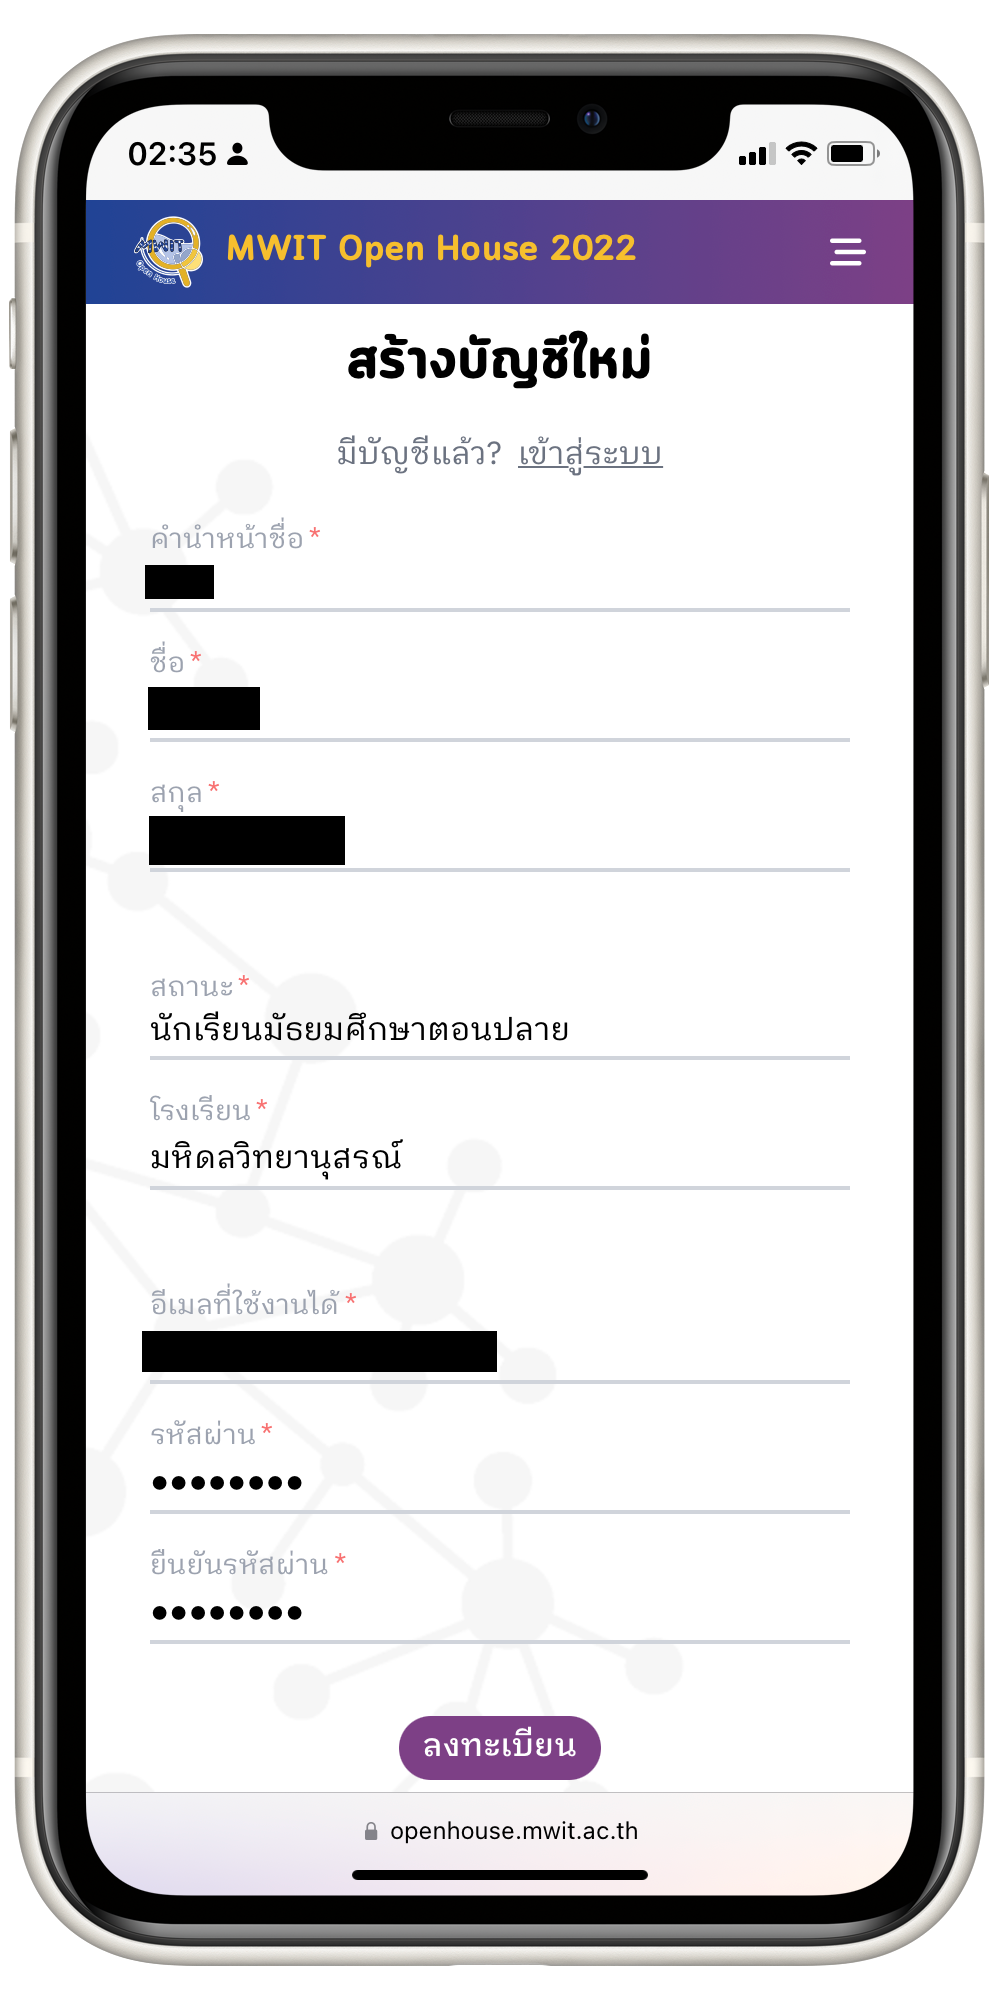 02:35
MWIT
Open House
MWIT Open House 2022
สร้างบัญชีใหม่
มีบัญชีแล้ว? เข้าสู่ระบบ
คำนำหน้าชื่อ *
ชื่อ *
สกุล *
สถานะ *
นักเรียนมัธยมศึกษาตอนปลาย
โรงเรียน *
มหิดลวิทยานุสรณ์
อีเมลที่ใช้งานได้ *
รหัสผ่าน *
••••••••
ยืนยันรหัสผ่าน *
••••••••
ลงทะเบียน
openhouse.mwit.ac.th